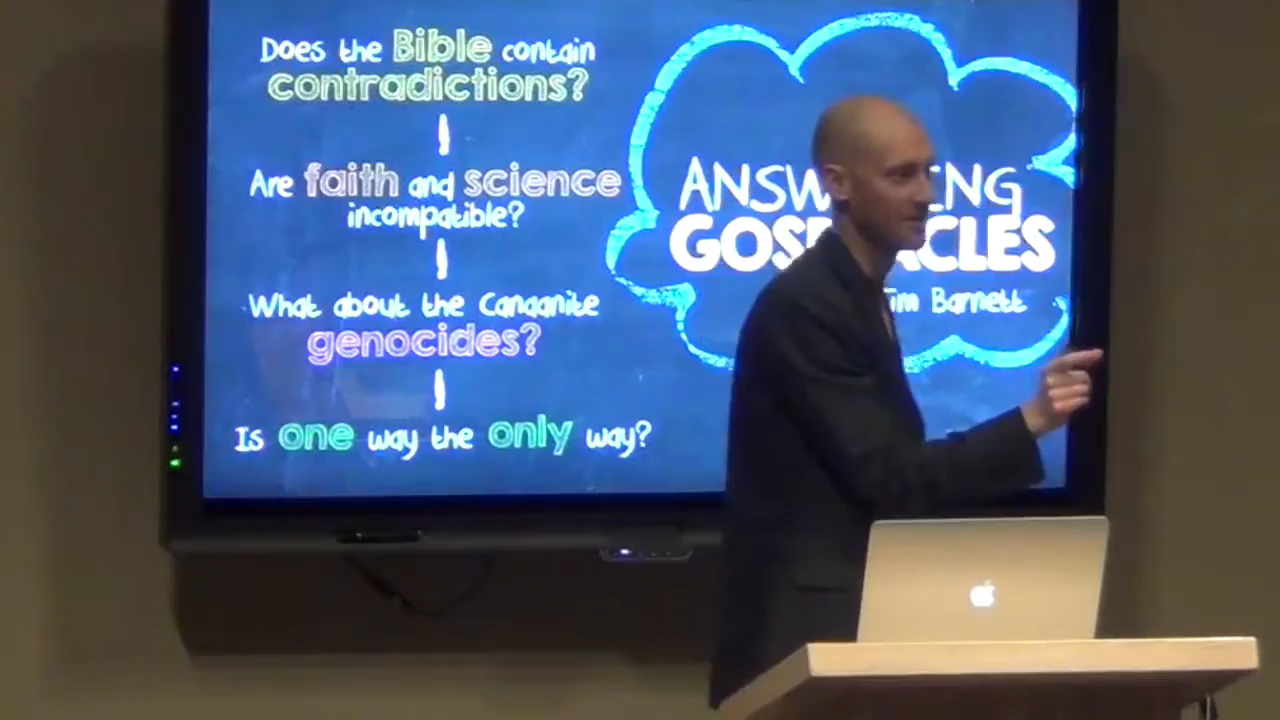 Does the Bible contain
contradictions?
Are faith and science
incompatible?
What about the Canaanite
genocides?
Is one way the only way?
Barnett